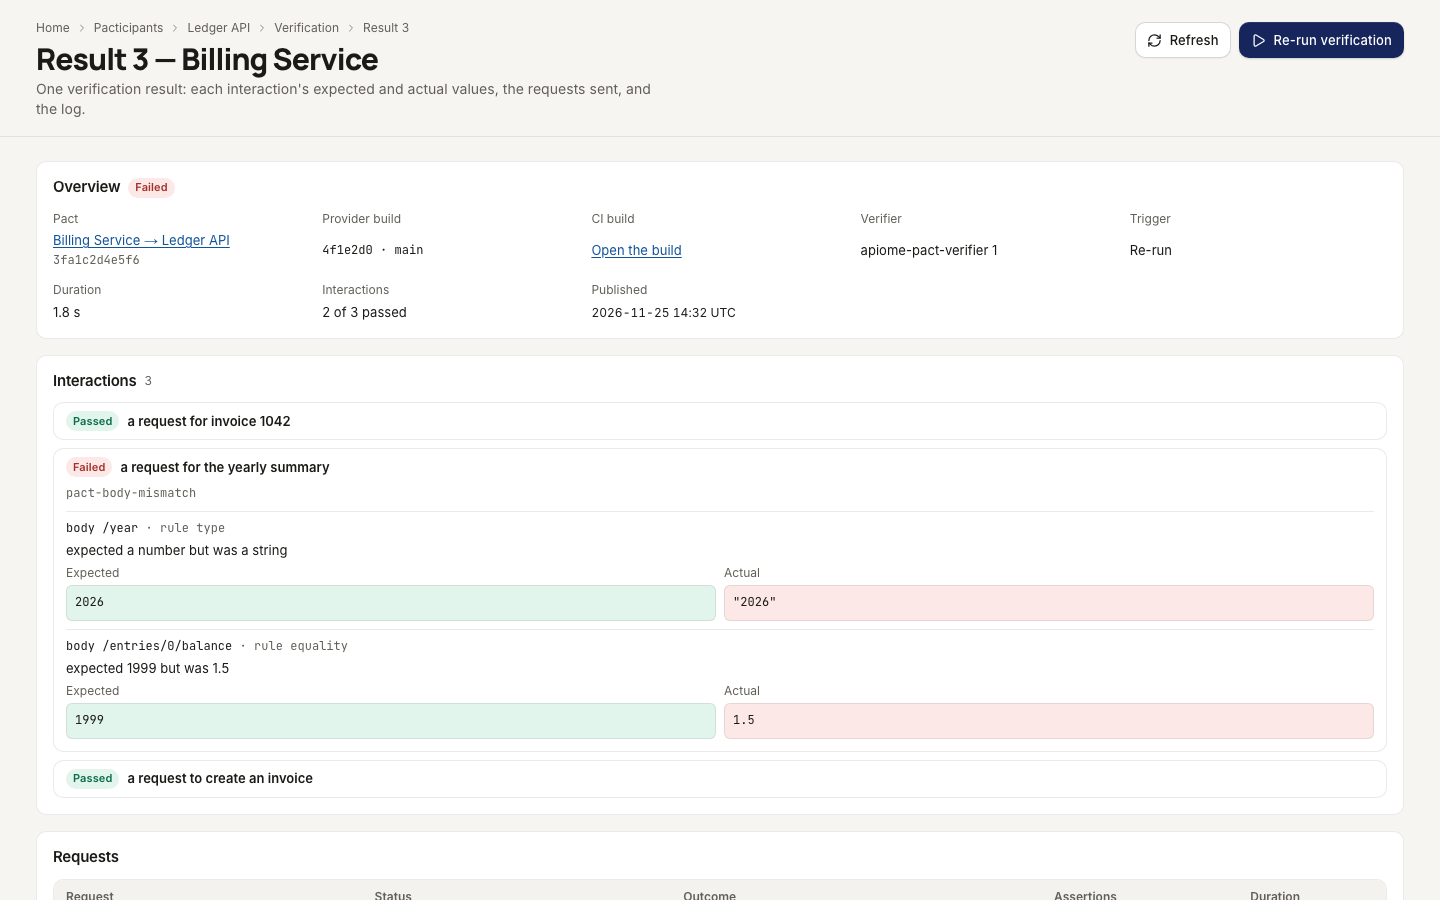 Home > Pacticipants > Ledger API > Verification > Result 3
Result 3 — Billing Service
One verification result: each interaction's expected and actual values, the requests sent, and
the log.
Refresh
Re-run verification
Overview Failed
Pact
Billing Service → Ledger API
3fa1c2d4e5f6
Provider build
4f1e2d0 · main
CI build
Open the build
Verifier
apiome-pact-verifier 1
Trigger
Re-run
Duration
1.8 s
Interactions
2 of 3 passed
Published
2026-11-25 14:32 UTC
Interactions 3
Passed a request for invoice 1042
Failed a request for the yearly summary
pact-body-mismatch
body /year · rule type
expected a number but was a string
Expected
2026
Actual
"2026"
body /entries/0/balance · rule equality
expected 1999 but was 1.5
Expected
1999
Actual
1.5
Passed a request to create an invoice
Requests
Request Status Outcome Assertions Duration